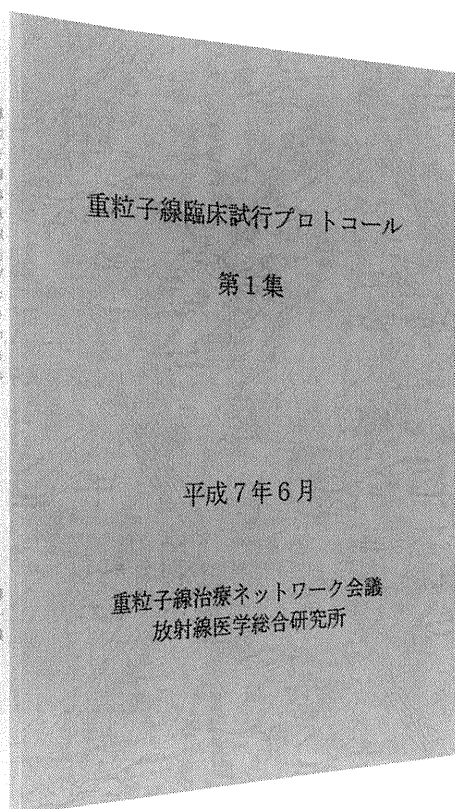 重粒子線臨床試行プロトコール
第1集
平成7年6月
重粒子線治療ネットワーク会議
放射線医学総合研究所